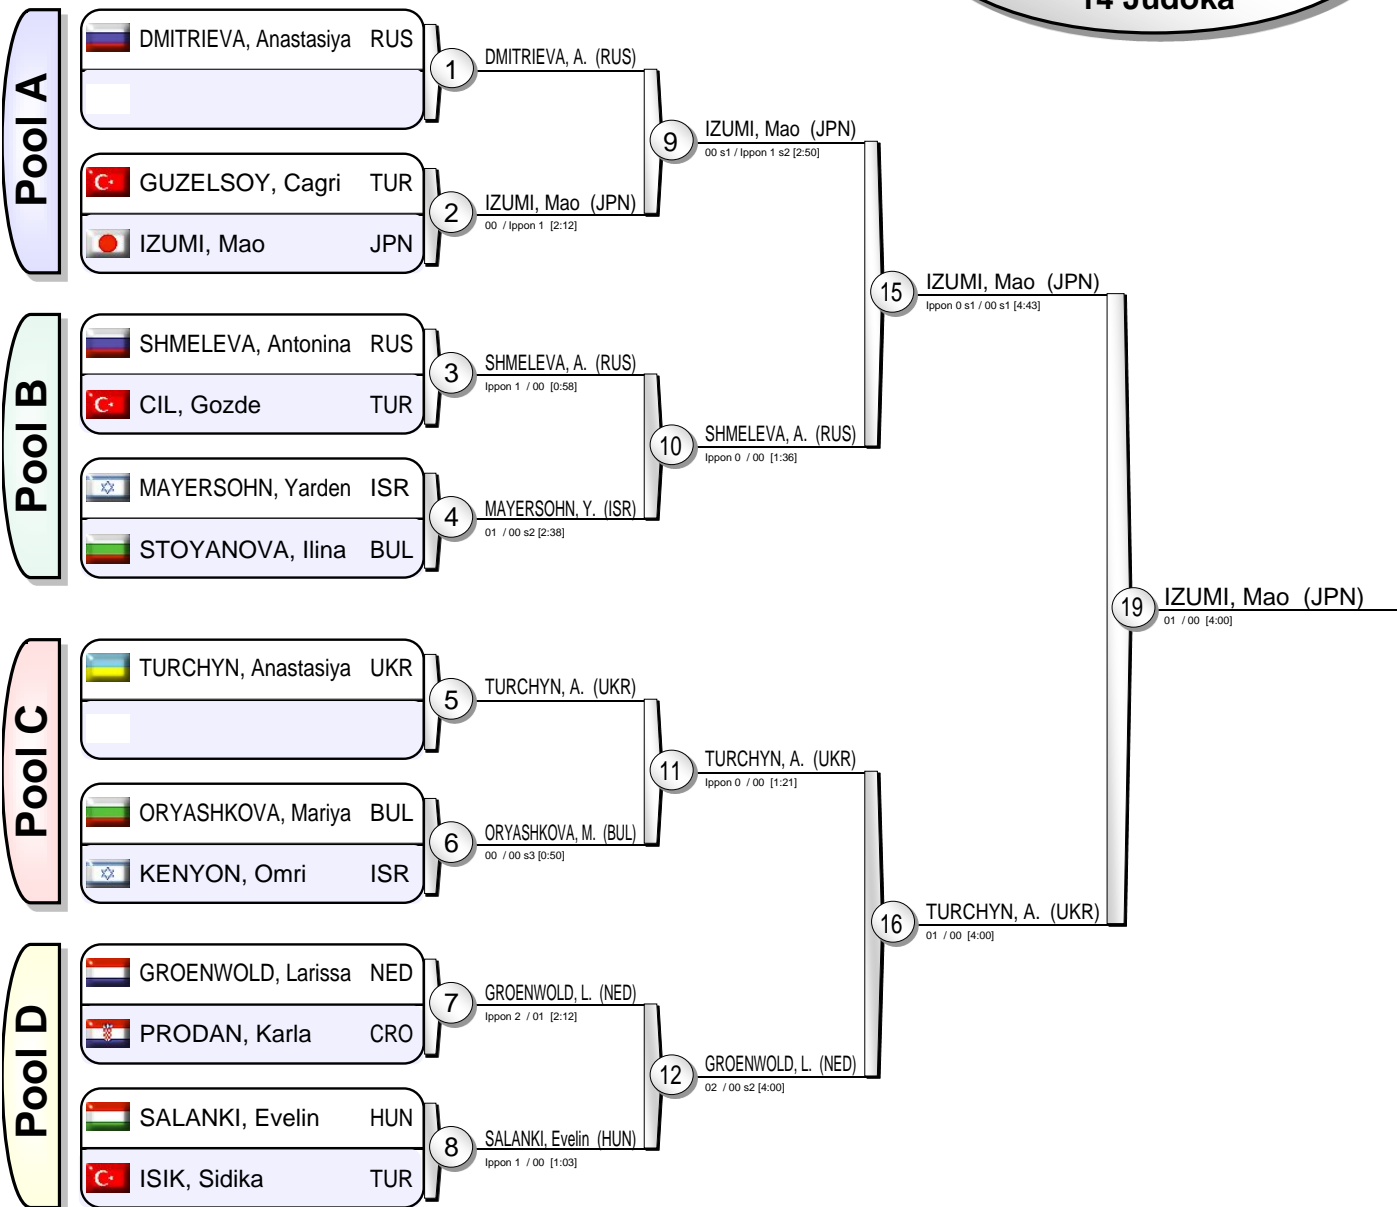 14 Judoka
Pool A
DMITRIEVA, Anastasiya RUS
1
DMITRIEVA, A. (RUS)
GUZELSOY, Cagri TUR
IZUMI, Mao JPN
2
IZUMI, Mao (JPN)
00 / Ippon 1 [2:12]
9
IZUMI, Mao (JPN)
00 s1 / Ippon 1 s2 [2:50]
Pool B
SHMELEVA, Antonina RUS
CIL, Gozde TUR
3
SHMELEVA, A. (RUS)
Ippon 1 / 00 [0:58]
MAYERSOHN, Yarden ISR
STOYANOVA, Ilina BUL
4
MAYERSOHN, Y. (ISR)
01 / 00 s2 [2:38]
10
SHMELEVA, A. (RUS)
Ippon 0 / 00 [1:36]
15
IZUMI, Mao (JPN)
Ippon 0 s1 / 00 s1 [4:43]
Pool C
TURCHYN, Anastasiya UKR
5
TURCHYN, A. (UKR)
ORYASHKOVA, Mariya BUL
KENYON, Omri ISR
6
ORYASHKOVA, M. (BUL)
00 / 00 s3 [0:50]
11
TURCHYN, A. (UKR)
Ippon 0 / 00 [1:21]
Pool D
GROENWOLD, Larissa NED
PRODAN, Karla CRO
7
GROENWOLD, L. (NED)
Ippon 2 / 01 [2:12]
SALANKI, Evelin HUN
ISIK, Sidika TUR
8
SALANKI, Evelin (HUN)
Ippon 1 / 00 [1:03]
12
GROENWOLD, L. (NED)
02 / 00 s2 [4:00]
16
TURCHYN, A. (UKR)
01 / 00 [4:00]
19
IZUMI, Mao (JPN)
01 / 00 [4:00]